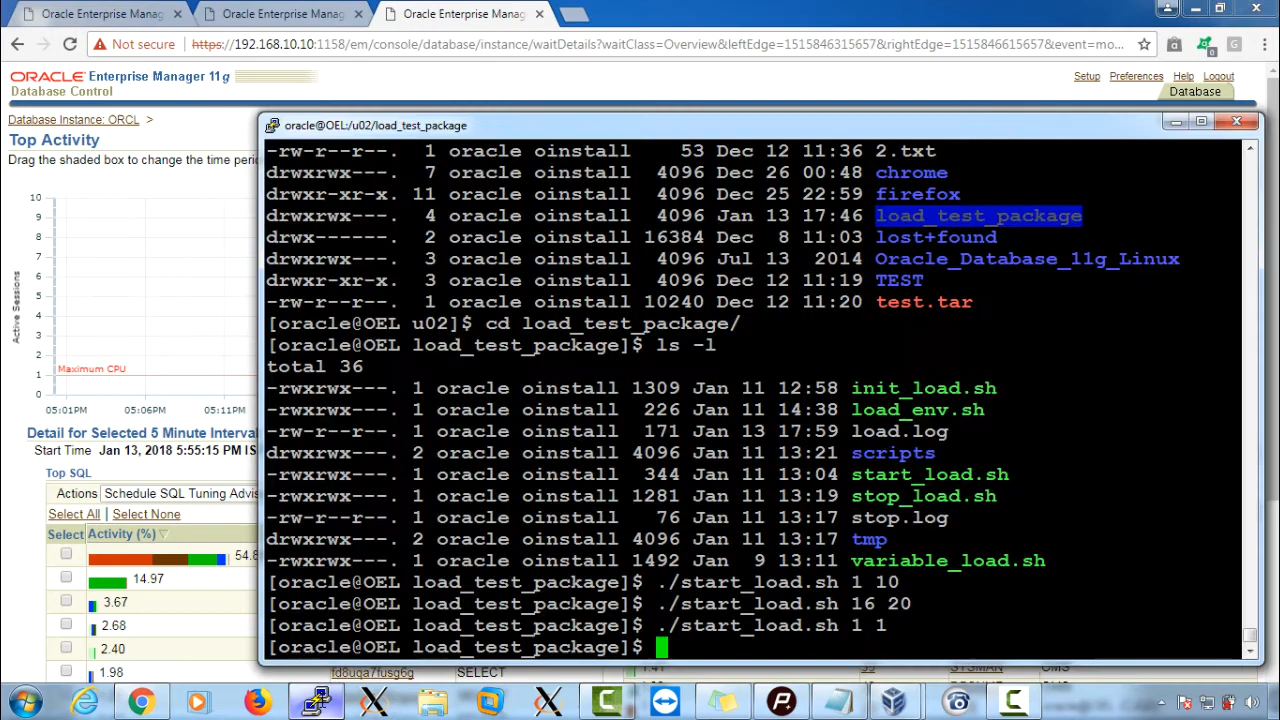 Oracle Enterprise Mana
Oracle Enterprise Mana
Oracle Enterprise Mana
Not secure https://192.168.10.10:1158/em/console/database/instance/waitDetails?waitClass=Overview&leftEdge=1515846315657&rightEdge=1515846615657&event=mo...
ORACLE Enterprise Manager 11g
Database Control
Setup Preferences Help Logout
Database
Database Instance: ORCL >
Top Activity
Drag the shaded box to change the time peri
10
9
8
7
6
5
4
3
2
1
0
Active Sessions
Maximum CPU
05:01PM 05:06PM 05:11PM
Detail for Selected 5 Minute Interva
Start Time Jan 13, 2018 5:55:15 PM IS
Top SQL
Actions Schedule SQL Tuning Advis
Select All | Select None
Select Activity (%)
54.8
14.97
3.67
2.68
2.40
1.98 fd8uqa7fusg6g SELECT
SYSMAN OMS
oracle@OEL:/u02/load_test_package
-rw-r--r--. 1 oracle oinstall 53 Dec 12 11:36 2.txt
drwxrwx---. 7 oracle oinstall 4096 Dec 26 00:48 chrome
drwxr-xr-x. 11 oracle oinstall 4096 Dec 25 22:59 firefox
drwxrwx---. 4 oracle oinstall 4096 Jan 13 17:46 load_test_package
drwx------. 2 oracle oinstall 16384 Dec 8 11:03 lost+found
drwxrwx---. 3 oracle oinstall 4096 Jul 13 2014 Oracle_Database_11g_Linux
drwxr-xr-x. 3 oracle oinstall 4096 Dec 12 11:19 TEST
-rw-r--r--. 1 oracle oinstall 10240 Dec 12 11:20 test.tar
[oracle@OEL u02]$ cd load_test_package/
[oracle@OEL load_test_package]$ ls -l
total 36
-rwxrwx---. 1 oracle oinstall 1309 Jan 11 12:58 init_load.sh
-rwxrwx---. 1 oracle oinstall 226 Jan 11 14:38 load_env.sh
-rw-r--r--. 1 oracle oinstall 171 Jan 13 17:59 load.log
drwxrwx---. 2 oracle oinstall 4096 Jan 11 13:21 scripts
-rwxrwx---. 1 oracle oinstall 344 Jan 11 13:04 start_load.sh
-rwxrwx---. 1 oracle oinstall 1281 Jan 11 13:19 stop_load.sh
-rw-r--r--. 1 oracle oinstall 76 Jan 11 13:17 stop.log
drwxrwx---. 2 oracle oinstall 4096 Jan 11 13:17 tmp
-rwxrwx---. 1 oracle oinstall 1492 Jan 9 13:11 variable_load.sh
[oracle@OEL load_test_package]$ ./start_load.sh 1 10
[oracle@OEL load_test_package]$ ./start_load.sh 16 20
[oracle@OEL load_test_package]$ ./start_load.sh 1 1
[oracle@OEL load_test_package]$